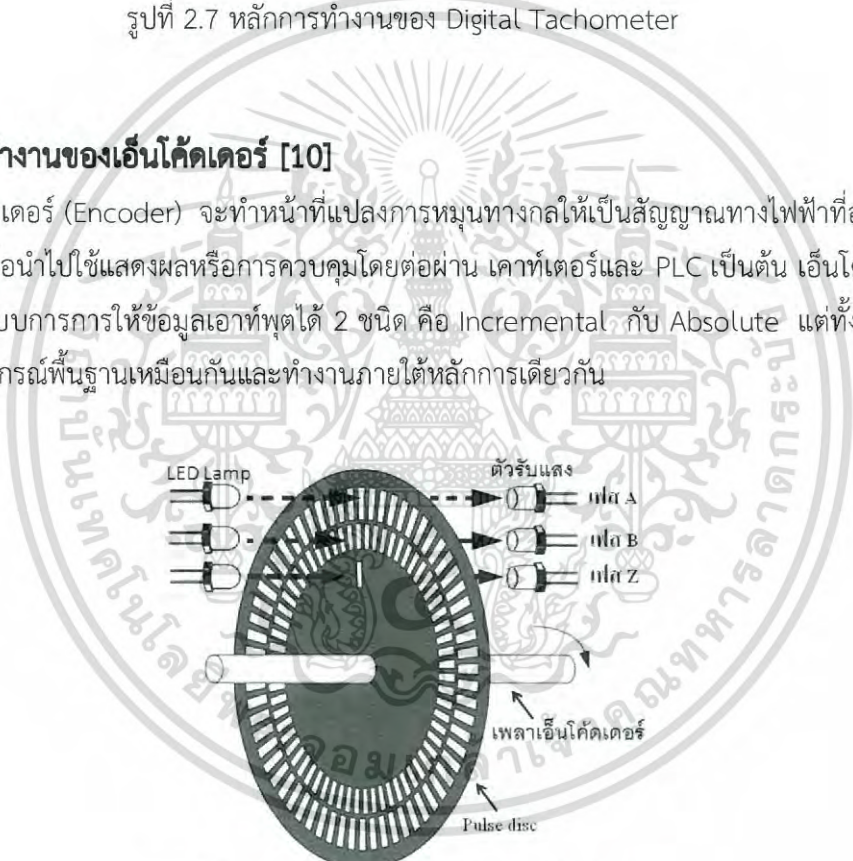 รูปที่ 2.7 หลักการทำงานของ Digital Tachometer
ทำงานของเอ็นโค้ดเดอร์ [10]
เดอร์ (Encoder) จะทำหน้าที่แปลงการหมุนทางกลให้เป็นสัญญาณทางไฟฟ้าที่
นำไปใช้แสดงผลหรือการควบคุมโดยต่อผ่าน เคาท์เตอร์และ PLC เป็นต้น
การการให้ข้อมูลเอาท์พุตได้ 2 ชนิด คือ Incremental กับ Absolute แต่ทั้ง
กรณ์พื้นฐานเหมือนกันและทำงานภายใต้หลักการเดียวกัน
LED Lamp
ตัวรับแสง
เฟส A
เฟส B
เฟส Z
เพลาเอ็นโค้ดเดอร์
Pulse disc